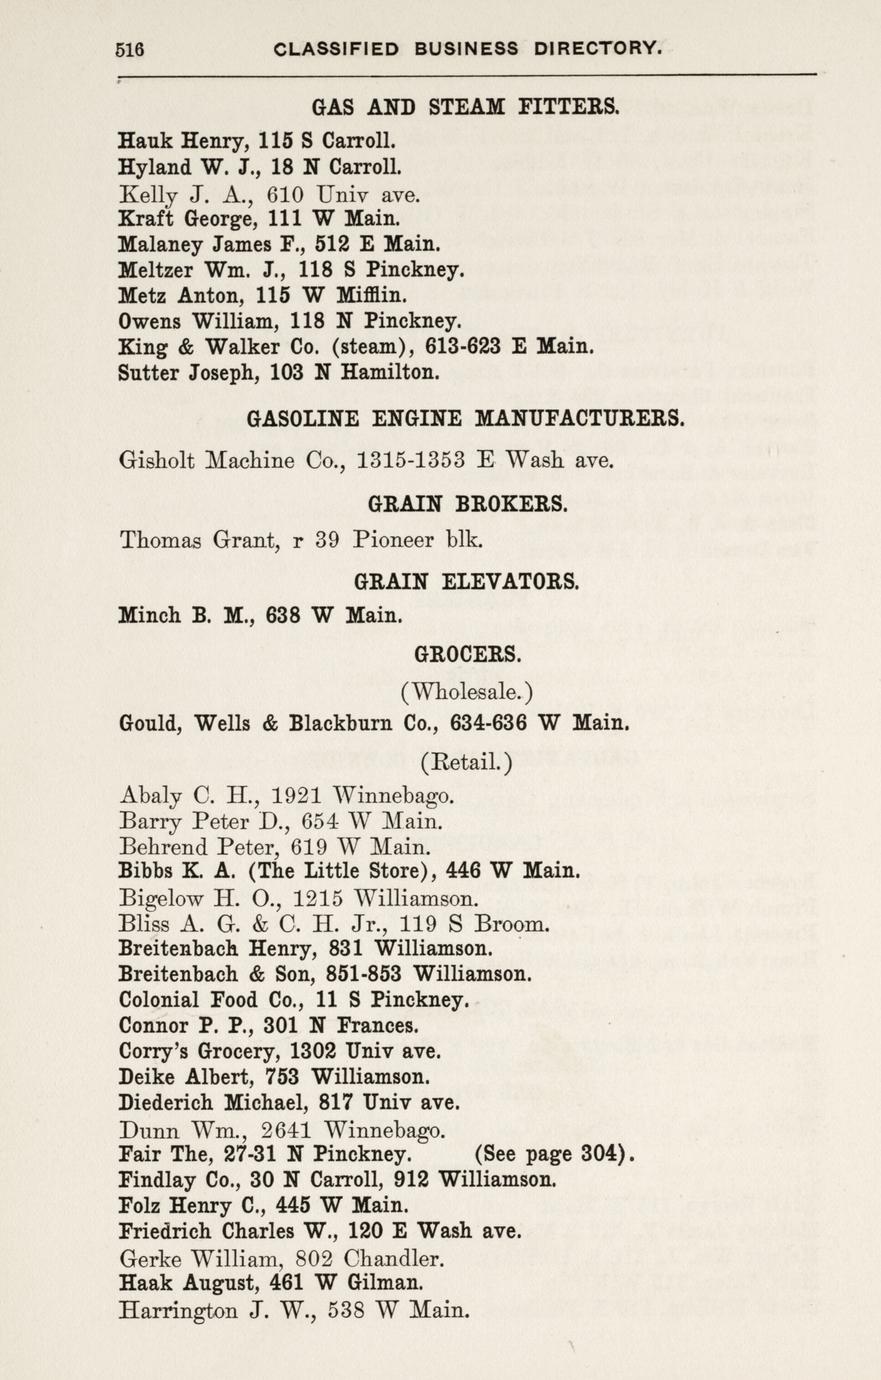 516 CLASSIFIED BUSINESS DIRECTORY.
GAS AND STEAM FITTERS.
Hauk Henry, 115 S Carroll.
Hyland W. J., 18 N Carroll.
Kelly J. A., 610 Univ ave.
Kraft George, 111 W Main.
Malaney James F., 512 E Main.
Meltzer Wm. J., 118 S Pinckney.
Metz Anton, 115 W Mifflin.
Owens William, 118 N Pinckney.
King & Walker Co. (steam), 613-623 E Main.
Sutter Joseph, 103 N Hamilton.
GASOLINE ENGINE MANUFACTURERS.
Gisholt Machine Co., 1315-1353 E Wash ave.
GRAIN BROKERS.
Thomas Grant, r 39 Pioneer blk.
GRAIN ELEVATORS.
Minch B. M., 638 W Main.
GROCERS.
(Wholesale.)
Gould, Wells & Blackburn Co., 634-636 W Main.
(Retail.)
Abaly C. H., 1921 Winnebago.
Barry Peter D., 654 W Main.
Behrend Peter, 619 W Main.
Bibbs K. A. (The Little Store), 446 W Main.
Bigelow H. O., 1215 Williamson.
Bliss A. G. & C. H. Jr., 119 S Broom.
Breitenbach Henry, 831 Williamson.
Breitenbach & Son, 851-853 Williamson.
Colonial Food Co., 11 S Pinckney.
Connor P. P., 301 N Frances.
Corry's Grocery, 1302 Univ ave.
Deike Albert, 753 Williamson.
Diederich Michael, 817 Univ ave.
Dunn Wm., 2641 Winnebago.
Fair The, 27-31 N Pinckney. (See page 304).
Findlay Co., 30 N Carroll, 912 Williamson.
Folz Henry C., 445 W Main.
Friedrich Charles W., 120 E Wash ave.
Gerke William, 802 Chandler.
Haak August, 461 W Gilman.
Harrington J. W., 538 W Main.